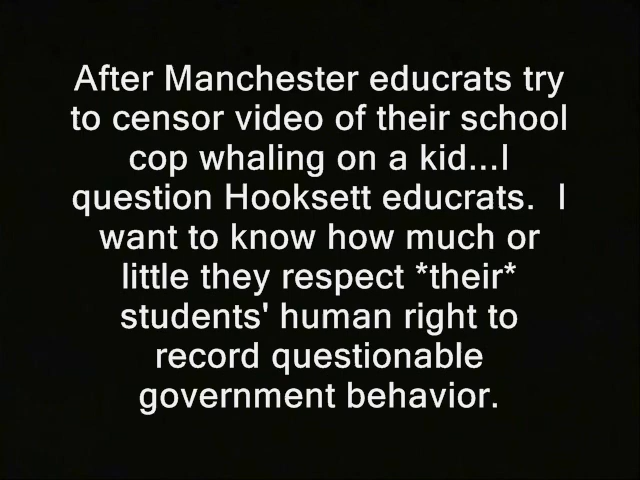 After Manchester educrats try
to censor video of their school
cop whaling on a kid...I
question Hooksett educrats.  I
want to know how much or
little they respect *their*
students' human right to
record questionable
government behavior.